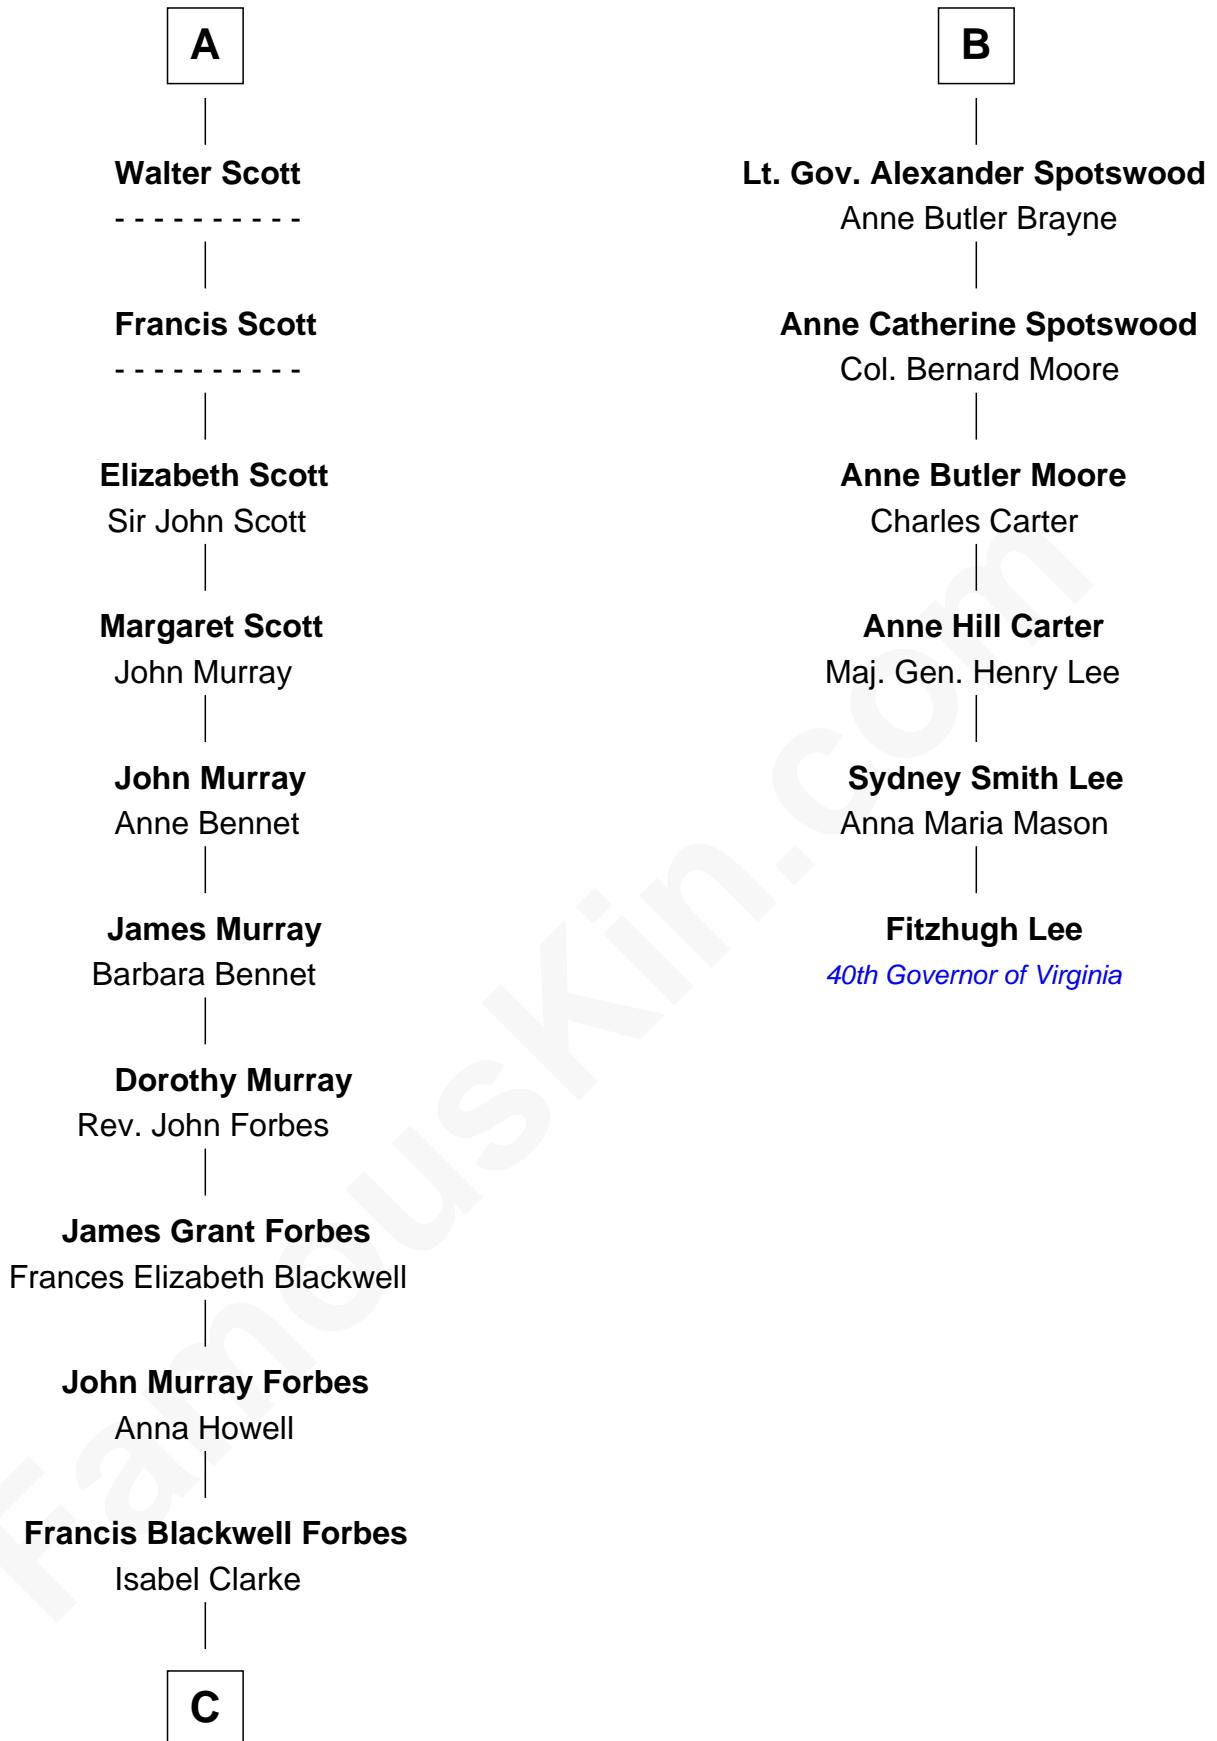 A
Walter Scott
- - - - - - - - - -
Francis Scott
- - - - - - - - - -
Elizabeth Scott
Sir John Scott
Margaret Scott
John Murray
John Murray
Anne Bennet
James Murray
Barbara Bennet
Dorothy Murray
Rev. John Forbes
James Grant Forbes
Frances Elizabeth Blackwell
John Murray Forbes
Anna Howell
Francis Blackwell Forbes
Isabel Clarke
C
B
Lt. Gov. Alexander Spotswood
Anne Butler Brayne
Anne Catherine Spotswood
Col. Bernard Moore
Anne Butler Moore
Charles Carter
Anne Hill Carter
Maj. Gen. Henry Lee
Sydney Smith Lee
Anna Maria Mason
Fitzhugh Lee
40th Governor of Virginia
FamousKin.com